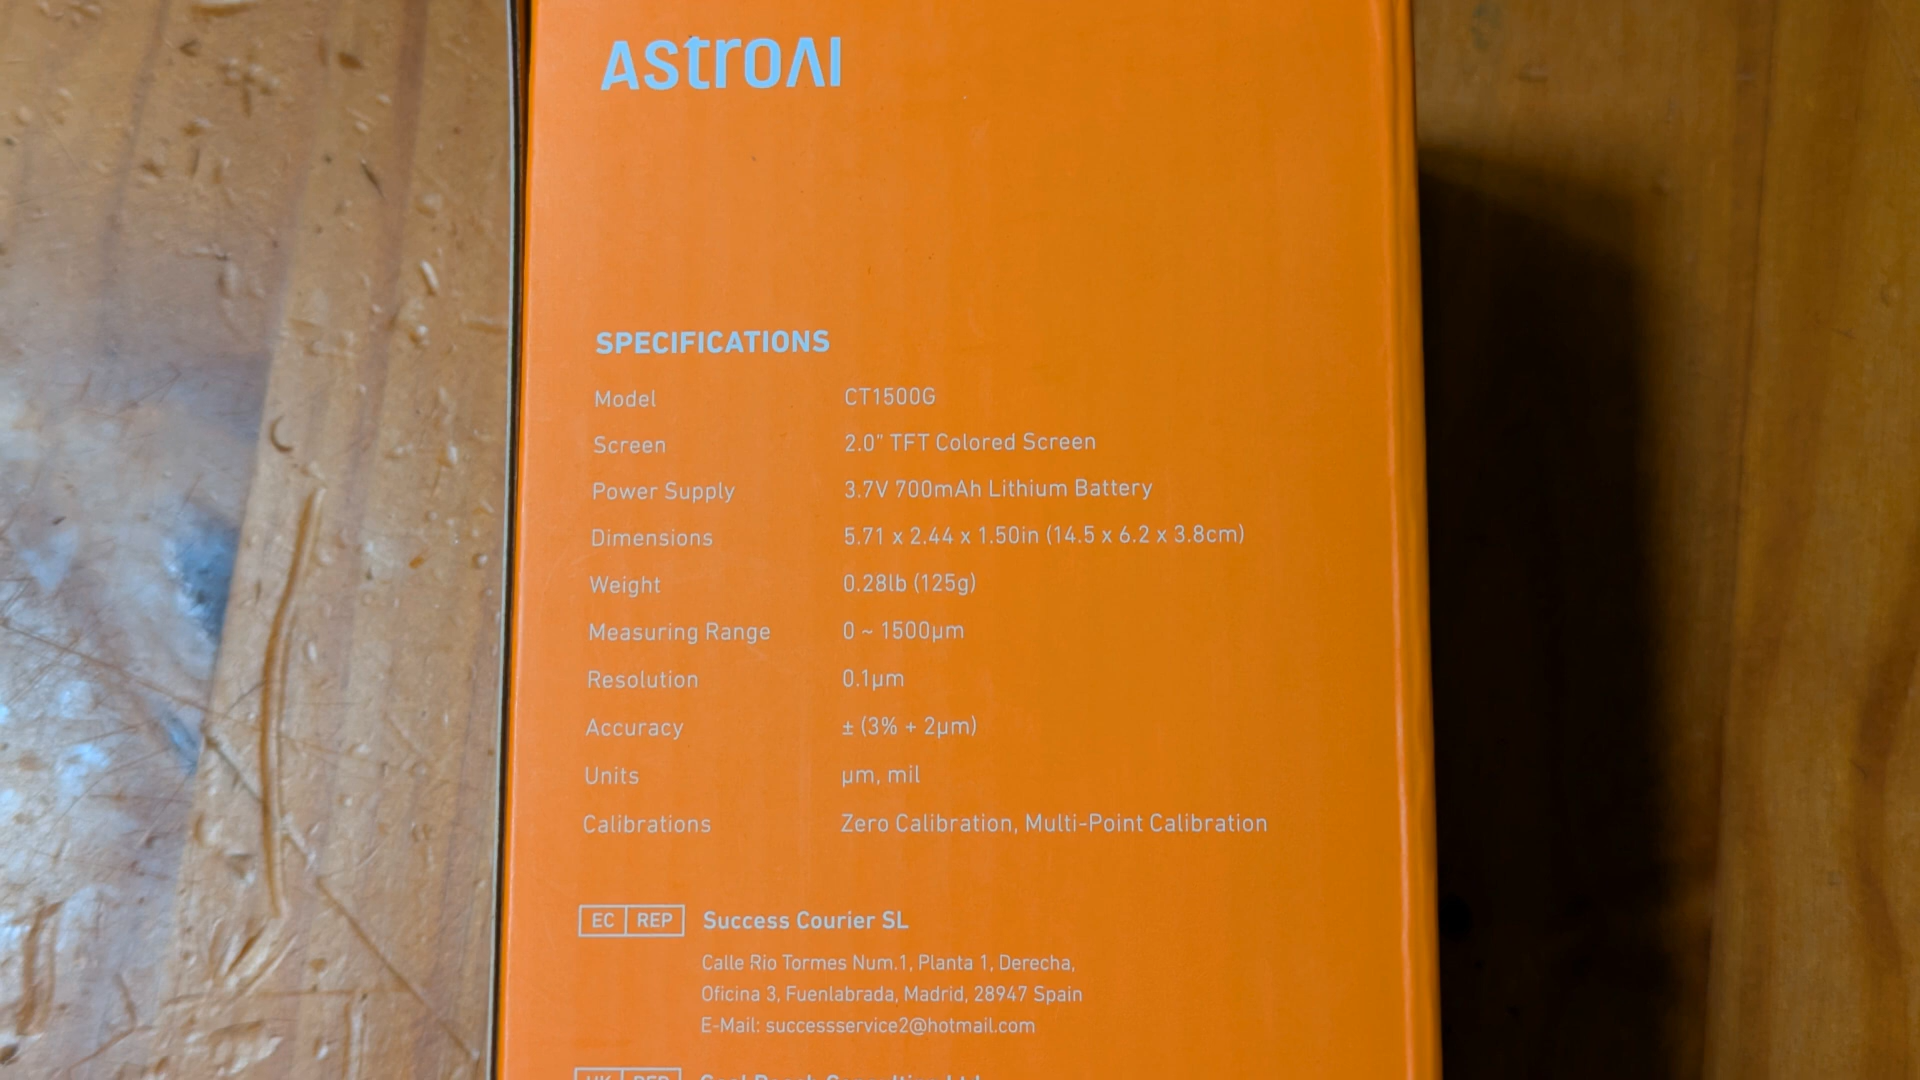 AstroAI
SPECIFICATIONS
Model CT1500G
Screen 2.0" TFT Colored Screen
Power Supply 3.7V 700mAh Lithium Battery
Dimensions 5.71 x 2.44 x 1.50in (14.5 x 6.2 x 3.8cm)
Weight 0.28lb (125g)
Measuring Range 0 ~ 1500µm
Resolution 0.1µm
Accuracy ± (3% + 2µm)
Units µm, mil
Calibrations Zero Calibration, Multi-Point Calibration
EC REP Success Courier SL
Calle Rio Tormes Num.1, Planta 1, Derecha,
Oficina 3, Fuenlabrada, Madrid, 28947 Spain
E-Mail: successservice2@hotmail.com
UK REP